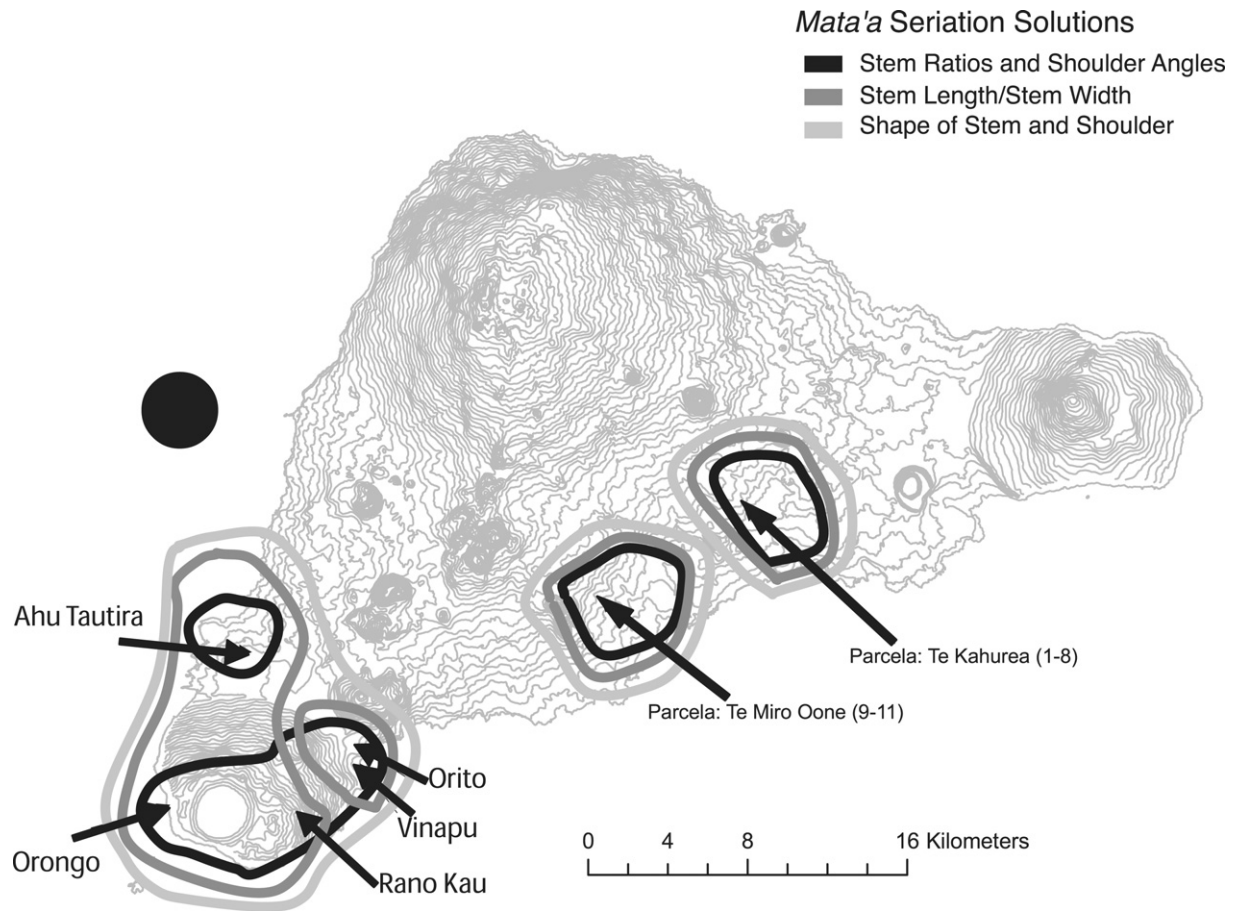 Mata'a Seriation Solutions
Stem Ratios and Shoulder Angles
Stem Length/Stem Width
Shape of Stem and Shoulder
Ahu Tautira
Parcela: Te Kahurea (1-8)
Parcela: Te Miro Oone (9-11)
Orito
Vinapu
Orongo
Rano Kau
0 4 8 16 Kilometers